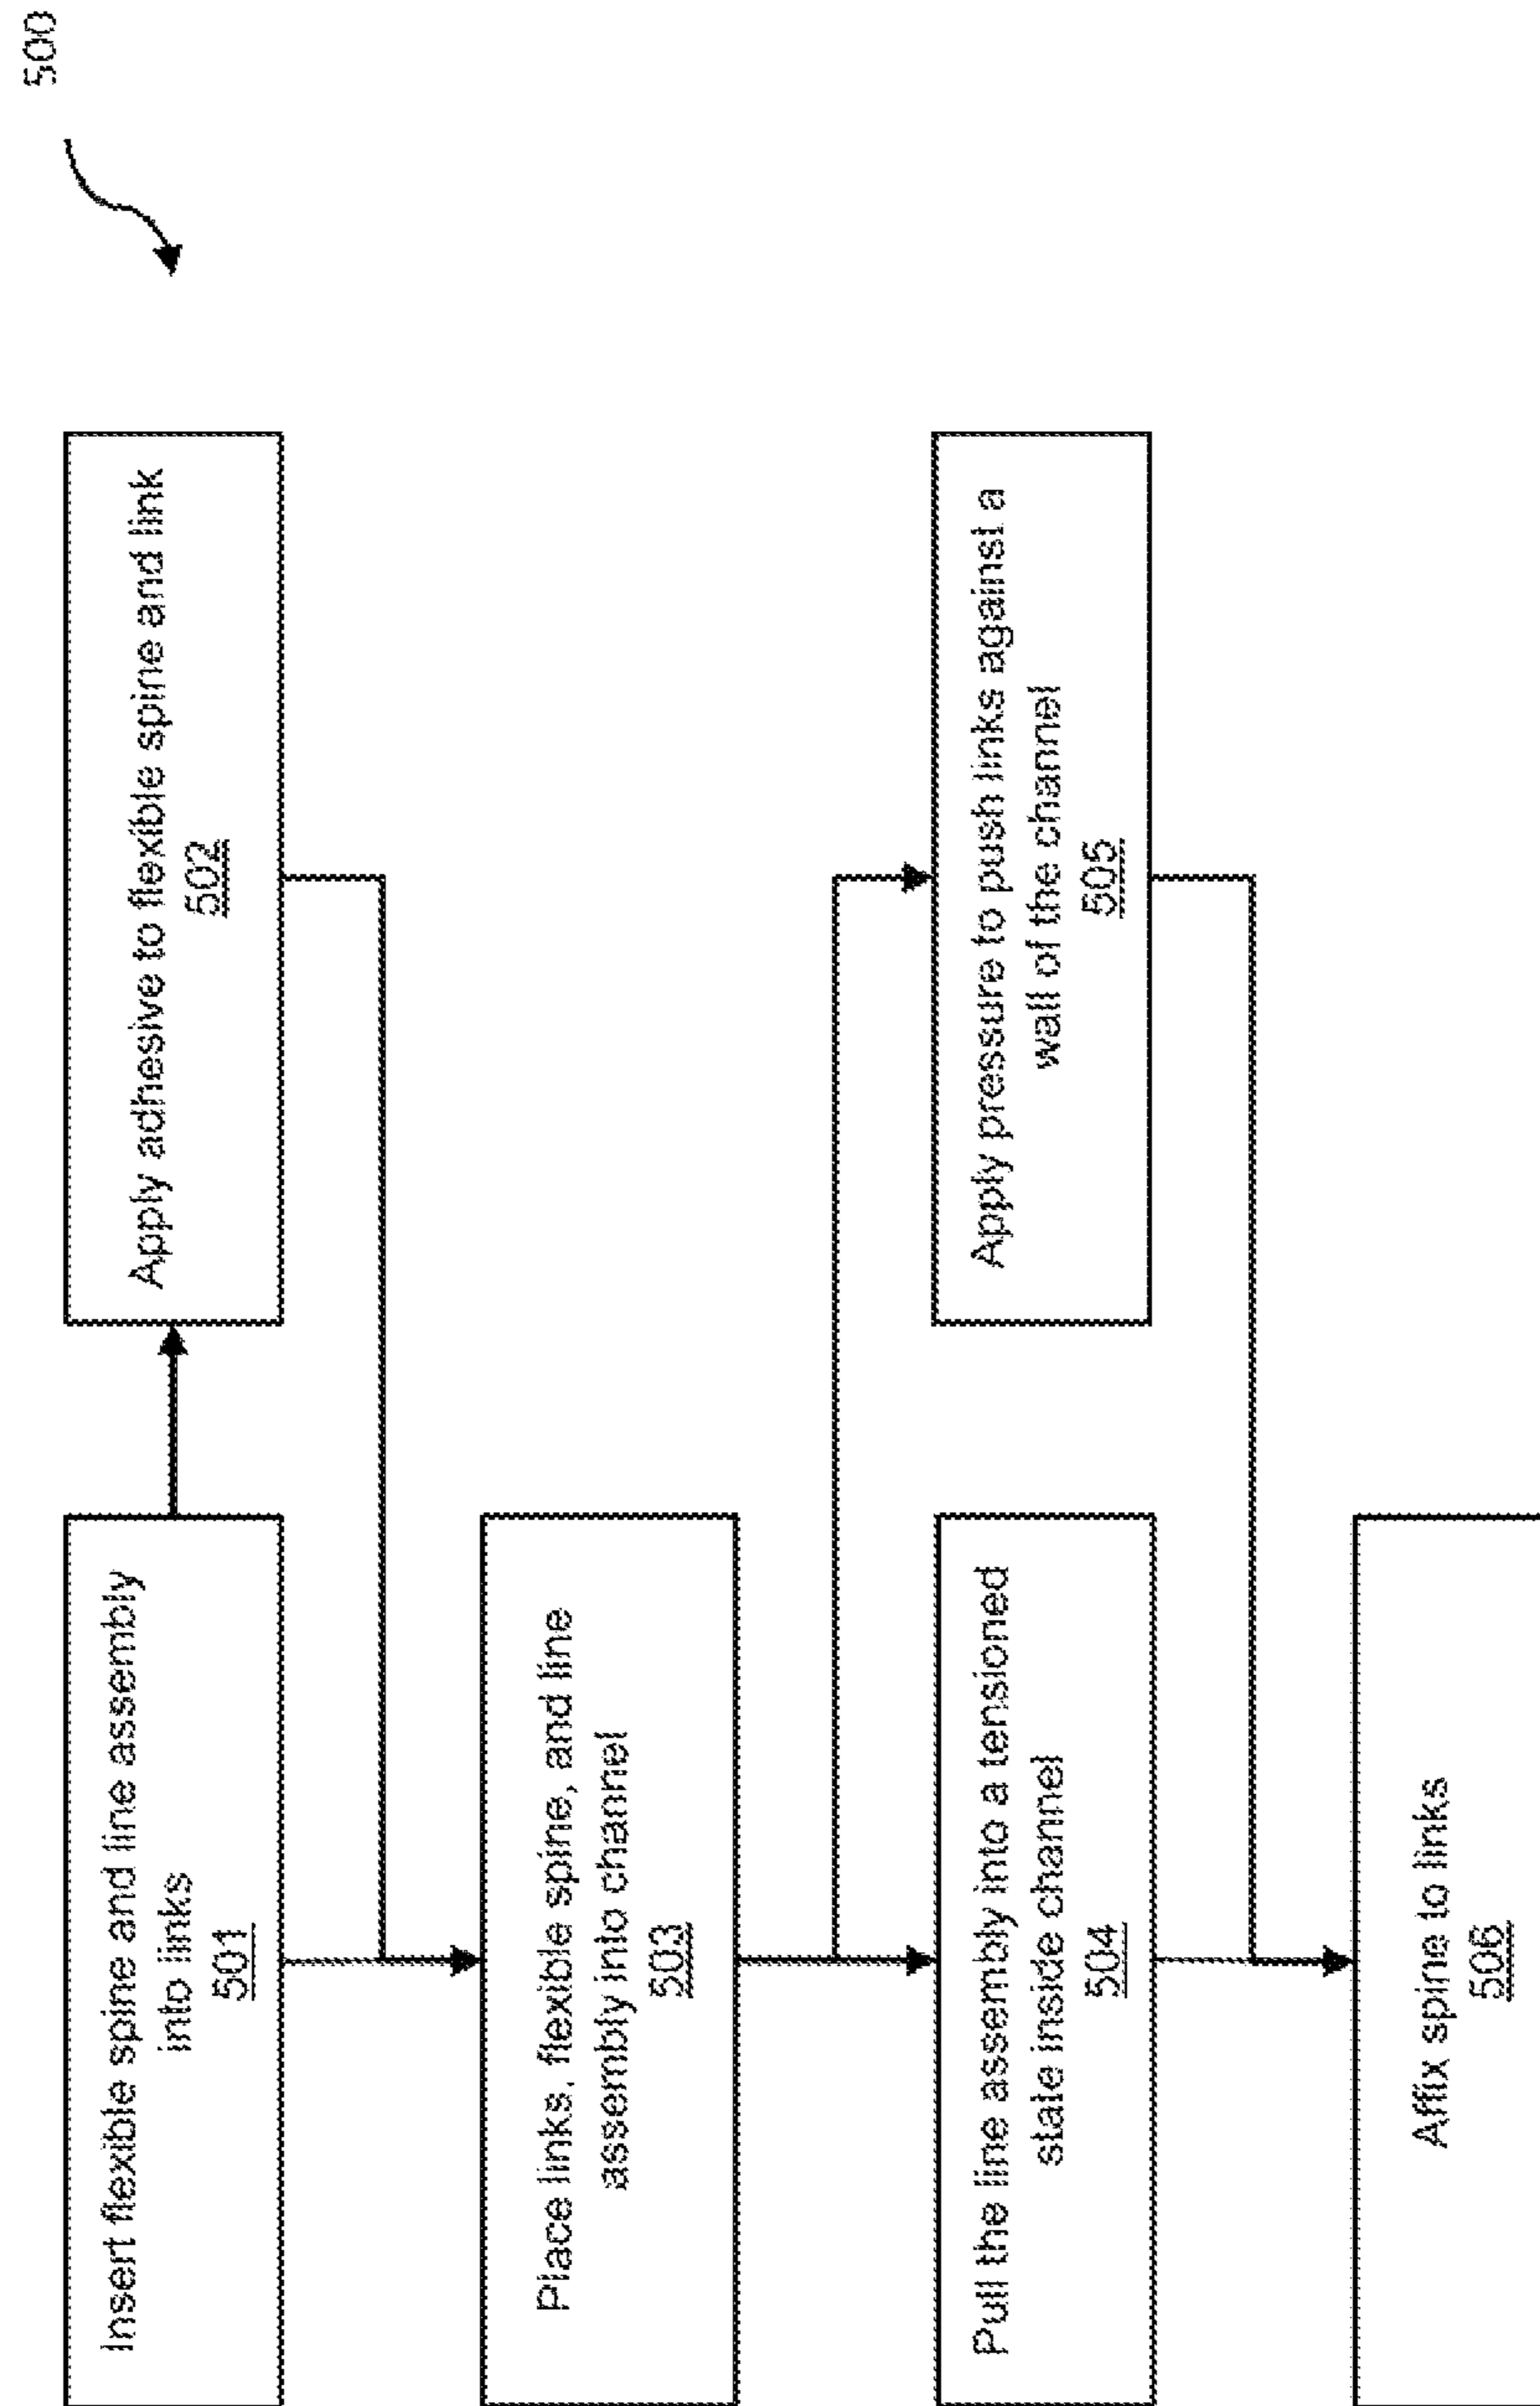 500
Insert flexible spine and line assembly
into links
501
Apply adhesive to flexible spine and link
502
Place links, flexible spine, and line
assembly into channel
503
Pull the line assembly into a tensioned
state inside channel
504
Apply pressure to push links against a
wall of the channel
505
Affix spine to links
506